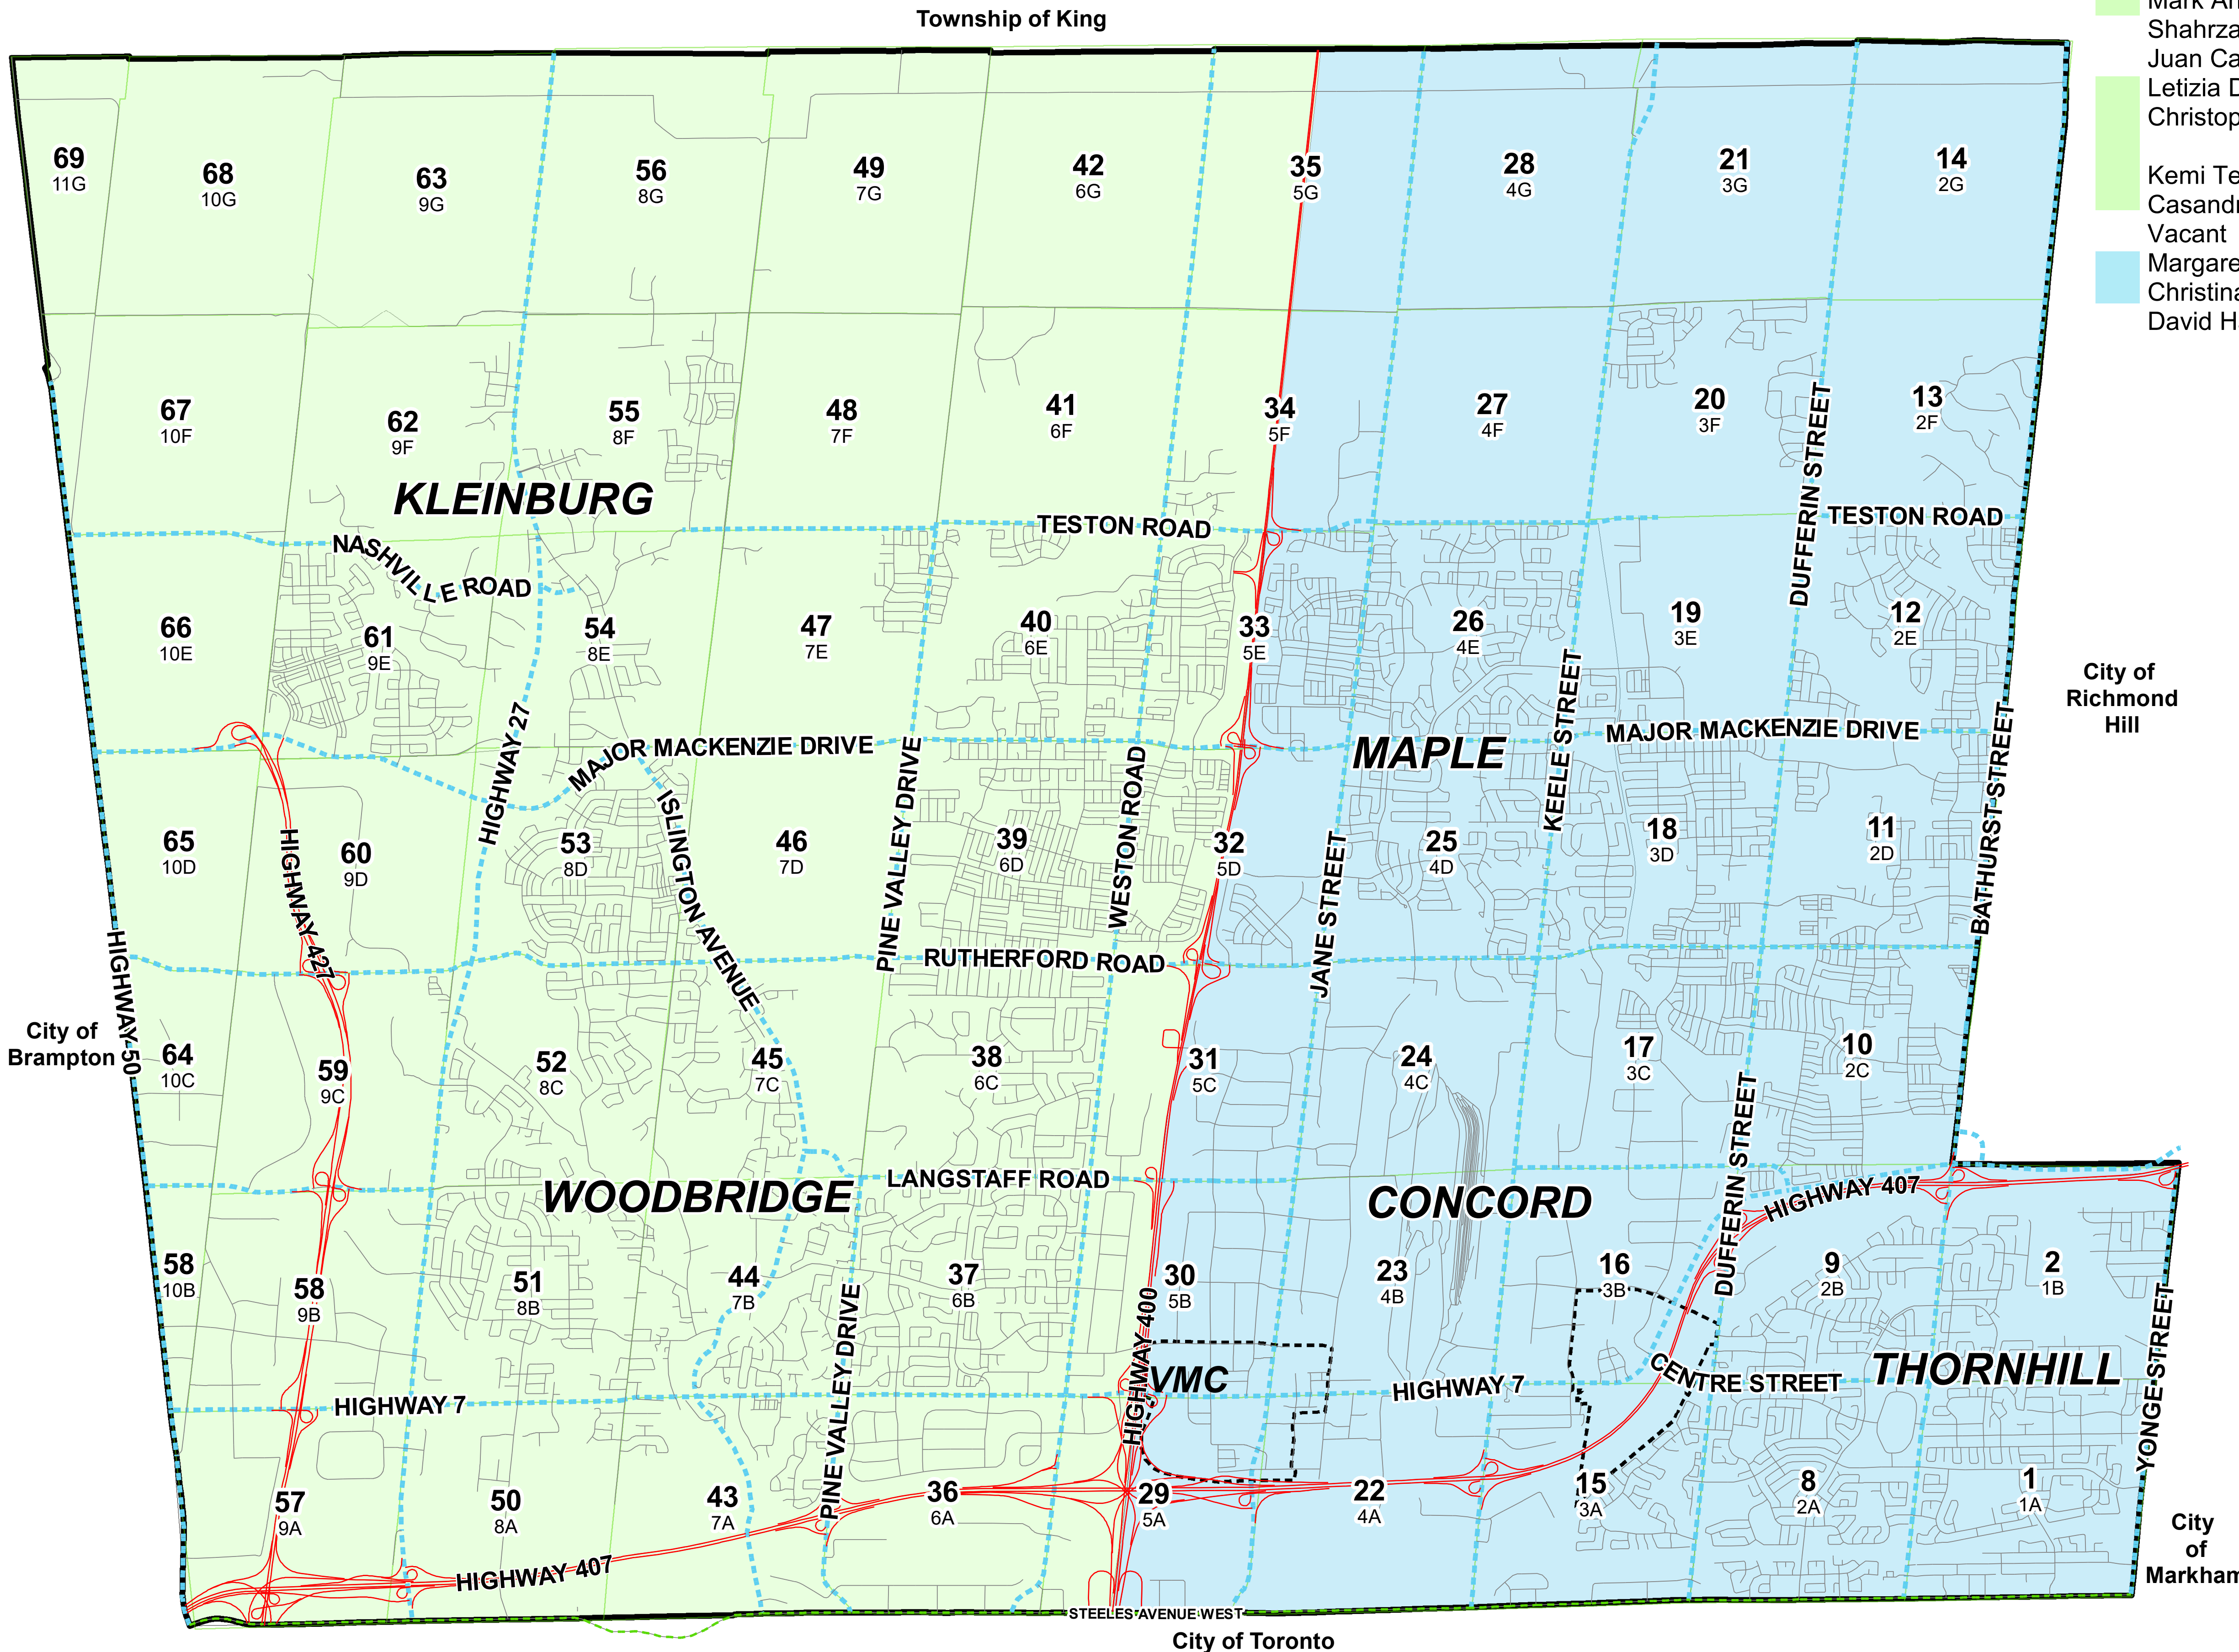 Township of King
Mark
Shahrza
Juan Ca
Letizia D
Christop
Kemi Te
Casandr
Vacant
Margare
Christina
David H
69
11G
68
10G
63
9G
56
8G
49
7G
42
6G
35
5G
28
4G
21
3G
14
2G
67
10F
62
9F
55
8F
48
7F
41
6F
34
5F
27
4F
20
3F
13
2F
KLEINBURG
DUFFERIN STREET
TESTON ROAD
TESTON ROAD
NASHVILLE ROAD
66
10E
61
9E
54
8E
47
7E
40
6E
33
5E
26
4E
19
3E
12
2E
City of
Richmond
Hill
HIGHWAY 27
MAJOR MACKENZIE DRIVE
MAPLE
KEELE STREET
MAJOR MACKENZIE DRIVE
BATHURST STREET
65
10D
HIGHWAY 427
60
9D
53
8D
ISLINGTON AVENUE
46
7D
PINE VALLEY DRIVE
39
6D
WESTON ROAD
32
5D
JANE STREET
25
4D
18
3D
11
2D
HIGHWAY 50
RUTHERFORD ROAD
City of
Brampton
64
10C
59
9C
52
8C
45
7C
38
6C
31
5C
24
4C
17
3C
10
2C
WOODBRIDGE
LANGSTAFF ROAD
CONCORD
DUFFERIN STREET
HIGHWAY 407
58
10B
58
9B
51
8B
44
7B
37
6B
30
5B
23
4B
16
3B
9
2B
2
1B
HIGHWAY 7
PINE VALLEY DRIVE
HIGHWAY 400
VMC
HIGHWAY 7
CENTRE STREET
THORNHILL
YONGE STREET
57
9A
50
8A
43
7A
36
6A
29
5A
22
4A
15
3A
8
2A
1
1A
HIGHWAY 407
City
of
Markham
STEELES AVENUE WEST
City of Toronto